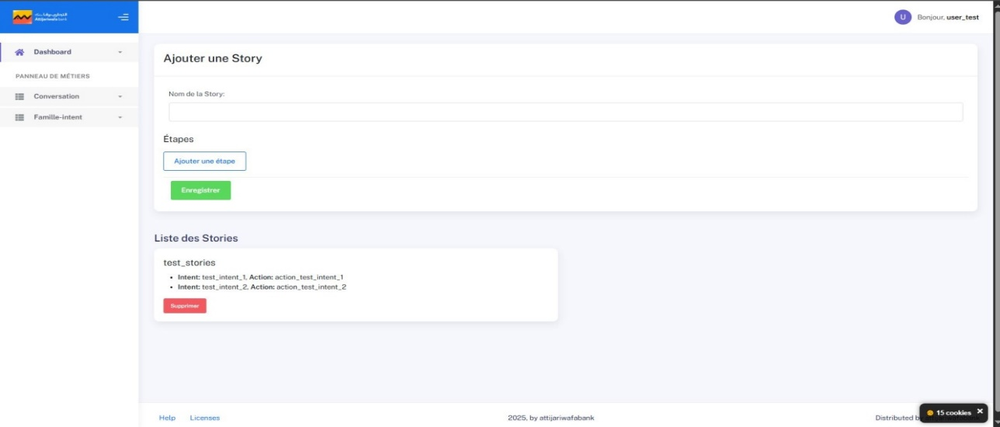 التجاري وفا بنك
Attijariwafa bank
U Bonjour, user_test
Dashboard
PANNEAU DE MÉTIERS
Conversation
Famille-intent
Ajouter une Story
Nom de la Story:
Étapes
Ajouter une étape
Enregistrer
Liste des Stories
test_stories
• Intent: test_intent_1, Action: action_test_intent_1
• Intent: test_intent_2, Action: action_test_intent_2
Supprimer
Help Licenses 2025, by attijariwafabank Distributed
15 cookies ×